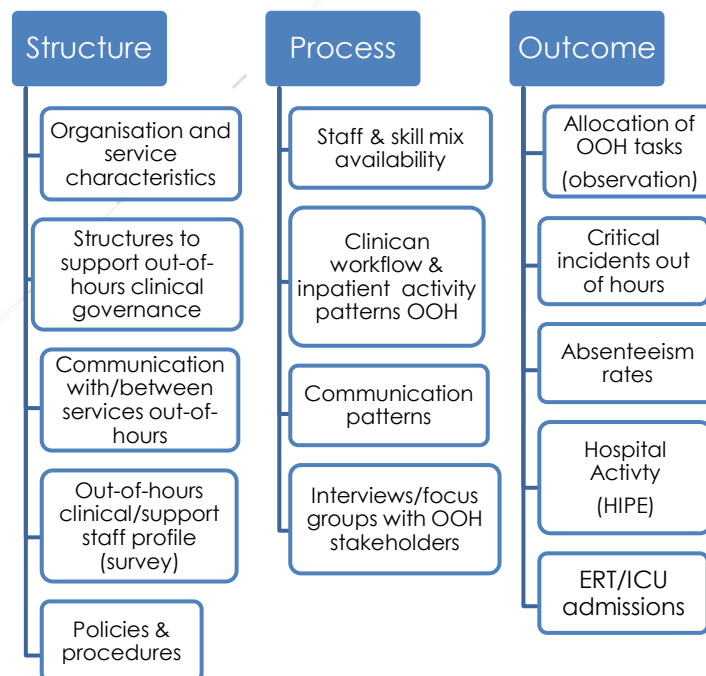 Structure
Organisation and
service
characteristics
Structures to
support out-of-
hours clinical
governance
Communication
with/between
services out-of-
hours
Out-of-hours
clinical/support
staff profile
(survey)
Policies &
procedures
Process
Staff & skill mix
availability
Clinican
workflow &
inpatient activity
patterns OOH
Communication
patterns
Interviews/focus
groups with OOH
stakeholders
Outcome
Allocation of
OOH tasks
(observation)
Critical
incidents out
of hours
Absenteeism
rates
Hospital
Activty
(HIPE)
ERT/ICU
admissions